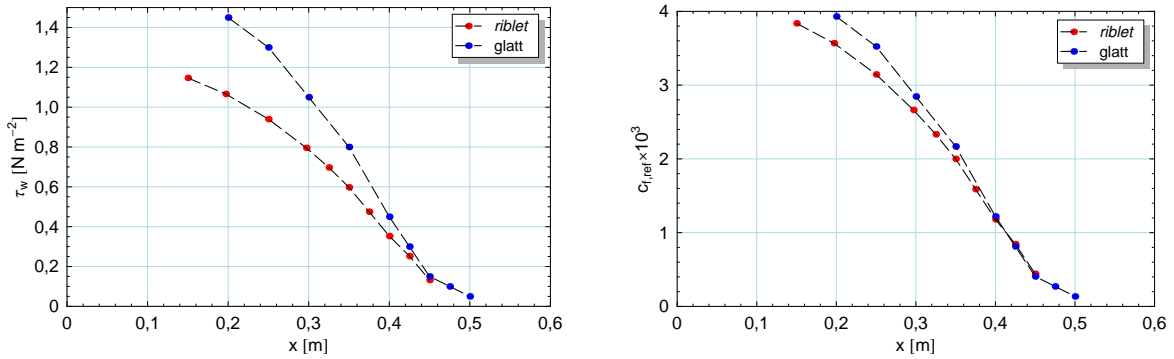 1,6
1,4
1,2
1,0
0,8
0,6
0,4
0,2
0
τw [N m−2]
0 0,1 0,2 0,3 0,4 0,5 0,6
x [m]
riblet
glatt
4
3
2
1
0
cf,ref×10³
0 0,1 0,2 0,3 0,4 0,5 0,6
x [m]
riblet
glatt